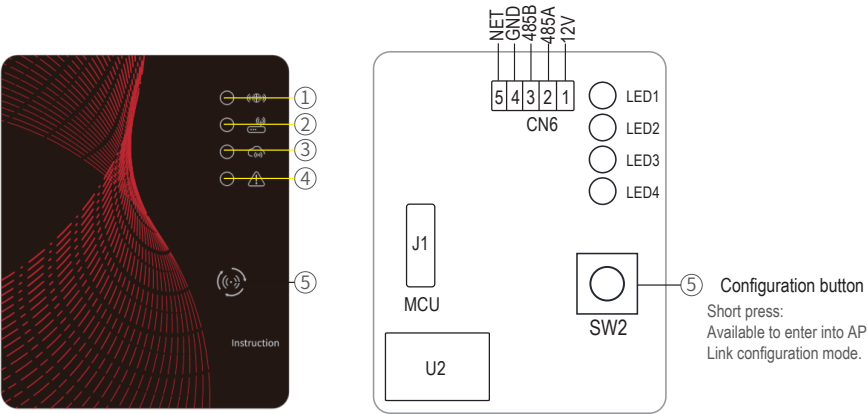 NET GND 485B 485A 12V
① 5 4 3 2 1 LED1
② CN6 LED2
③ LED3
④ LED4
J1
⑤ ⑤ Configuration button
MCU Short press:
SW2 Available to enter into AP
Instruction Link configuration mode.
U2